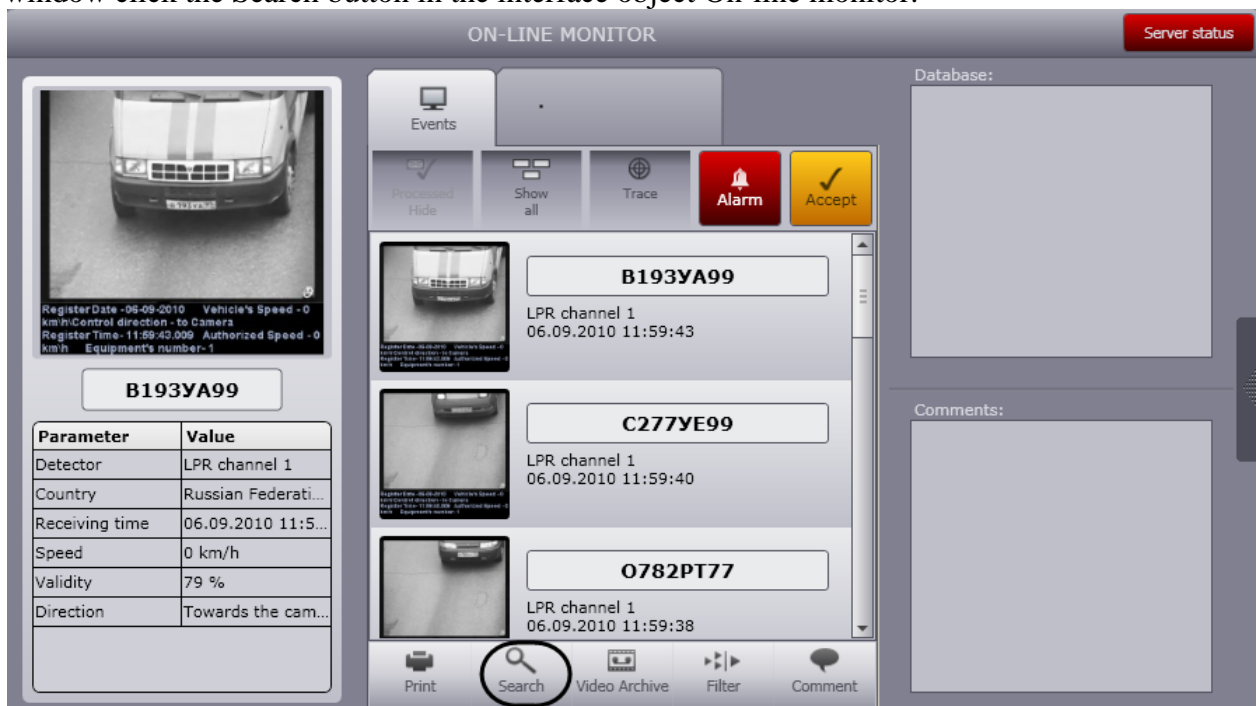 window click the Search button in the interface object On-line monitor.
ON-LINE MONITOR
Server status
Register Date -06-09-2010 Vehicle's Speed - 0
km\h\Control direction - to Camera
Register Time- 11:59:43.009 Authorized Speed - 0
km\h Equipment's number- 1
В193УА99
Parameter Value
Detector LPR channel 1
Country Russian Federati...
Receiving time 06.09.2010 11:5...
Speed 0 km/h
Validity 79 %
Direction Towards the cam...
Events
.
Processed
Hide
Show
all
Trace
Alarm
Accept
В193УА99
LPR channel 1
06.09.2010 11:59:43
С277УЕ99
LPR channel 1
06.09.2010 11:59:40
О782РТ77
LPR channel 1
06.09.2010 11:59:38
Print
Search
Video Archive
Filter
Comment
Database:
Comments: